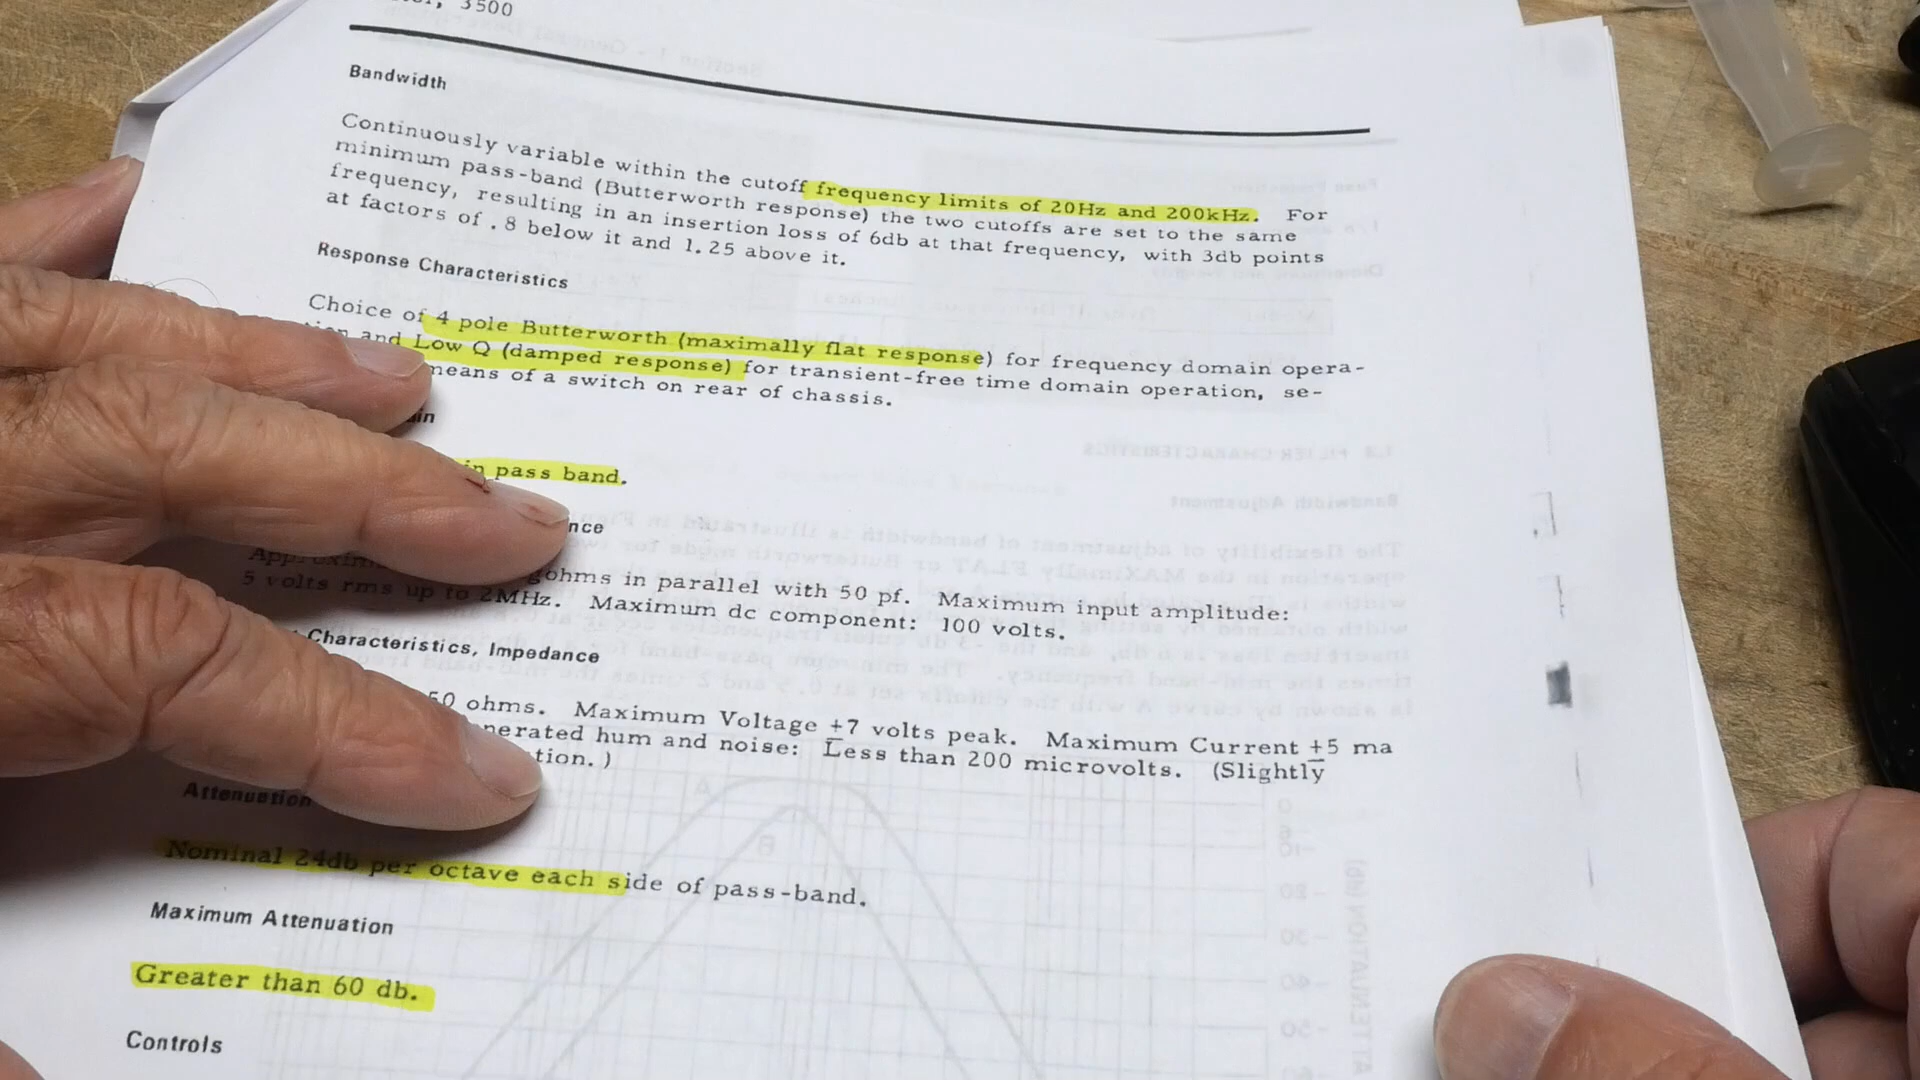 3500
Bandwidth
Continuously variable within the cutoff frequency limits of 20Hz and 200kHz. For
minimum pass-band (Butterworth response) the two cutoffs are set to the same
frequency, resulting in an insertion loss of 6db at that frequency, with 3db points
at factors of .8 below it and 1.25 above it.
Response Characteristics
Choice of 4 pole Butterworth (maximally flat response) for frequency domain opera-
and Low Q (damped response) for transient-free time domain operation, se-
means of a switch on rear of chassis.
in pass band.
ohms in parallel with 50 pf. Maximum input amplitude:
5 volts rms up to 2MHz. Maximum dc component: 100 volts.
Characteristics, Impedance
50 ohms. Maximum Voltage ±7 volts peak. Maximum Current ±5 ma
hum and noise: Less than 200 microvolts. (Slightly
Attenuation
Nominal 24db per octave each side of pass-band.
Maximum Attenuation
Greater than 60 db.
Controls